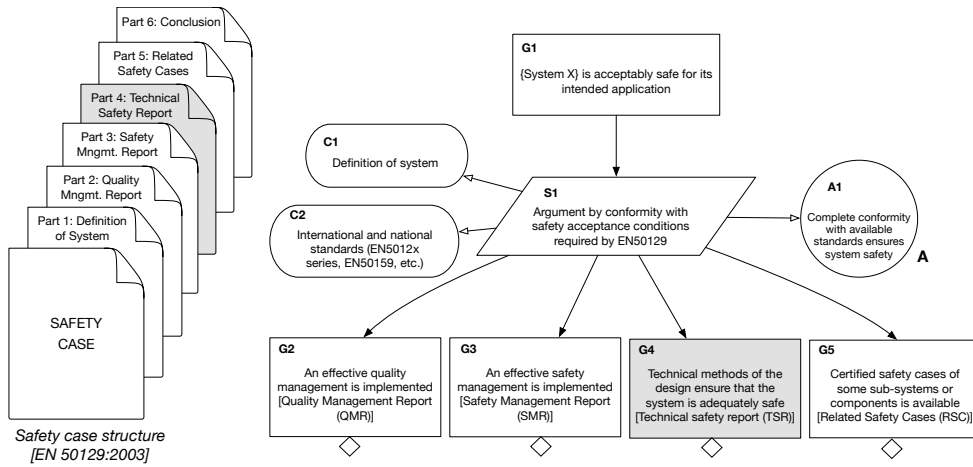 Part 6: Conclusion
Part 5: Related
Safety Cases
Part 4: Technical
Safety Report
Part 3: Safety
Mngmt. Report
Part 2: Quality
Mngmt. Report
Part 1: Definition
of System
SAFETY
CASE
Safety case structure
[EN 50129:2003]
G1
{System X} is acceptably safe for its
intended application
C1
Definition of system
C2
International and national
standards (EN5012x
series, EN50159, etc.)
S1
Argument by conformity with
safety acceptance conditions
required by EN50129
A1
Complete conformity
with available
standards ensures
system safety
A
G2
An effective quality
management is implemented
[Quality Management Report
(QMR)]
G3
An effective safety
management is implemented
[Safety Management Report
(SMR)]
G4
Technical methods of the
design ensure that the
system is adequately safe
[Technical safety report (TSR)]
G5
Certified safety cases of
some sub-systems or
components is available
[Related Safety Cases (RSC)]